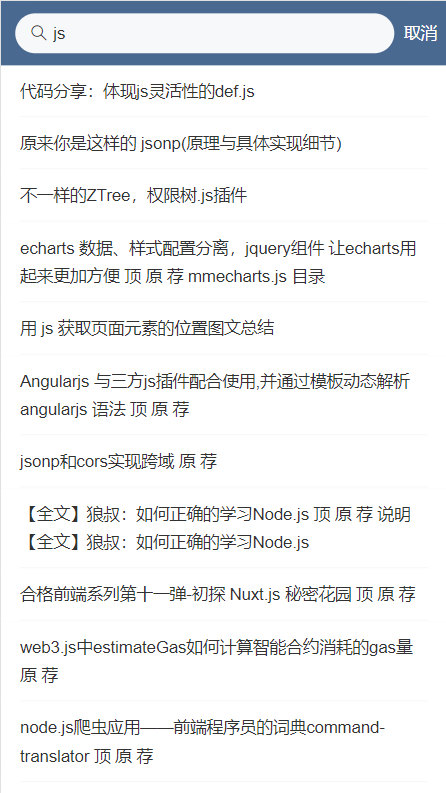 js 取消
代码分享：体现js灵活性的def.js
原来你是这样的 jsonp(原理与具体实现细节)
不一样的ZTree，权限树.js插件
echarts 数据、样式配置分离，jquery组件 让echarts用
起来更加方便 顶 原 荐 mmecharts.js 目录
用 js 获取页面元素的位置图文总结
Angularjs 与三方js插件配合使用,并通过模板动态解析
angularjs 语法 顶 原 荐
jsonp和cors实现跨域 原 荐
【全文】狼叔：如何正确的学习Node.js 顶 原 荐 说明
【全文】狼叔：如何正确的学习Node.js
合格前端系列第十一弹-初探 Nuxt.js 秘密花园 顶 原 荐
web3.js中estimateGas如何计算智能合约消耗的gas量
原 荐
node.js爬虫应用——前端程序员的词典command-
translator 顶 原 荐